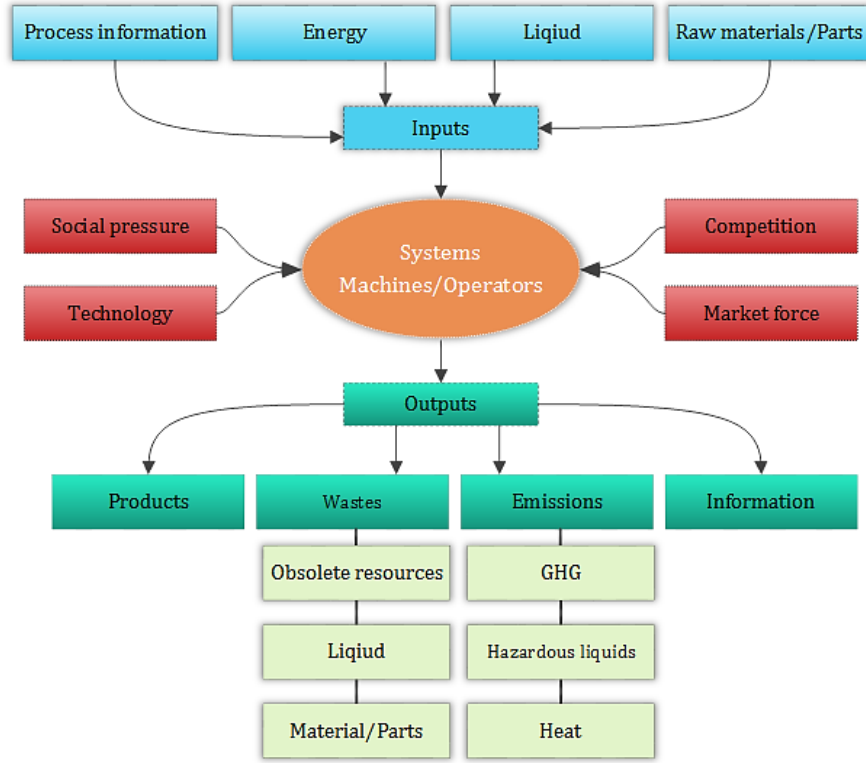 Process information
Energy
Liqiud
Raw materials/Parts
Inputs
Social pressure
Systems
Machines/Operators
Competition
Technology
Market force
Outputs
Products
Wastes
Emissions
Information
Obsolete resources
GHG
Liqiud
Hazardous liquids
Material/Parts
Heat